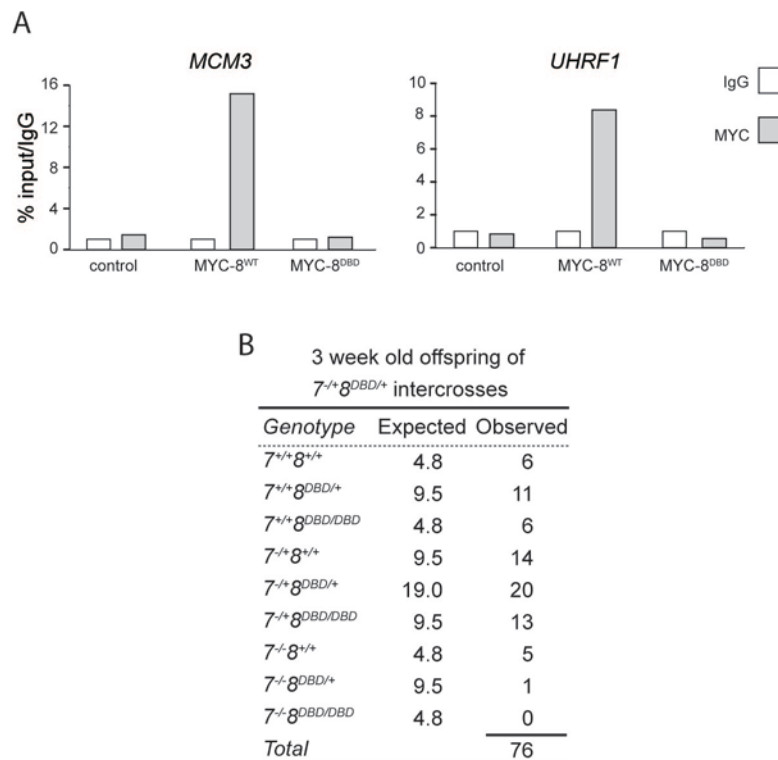 A
MCM3
16
12
8
4
0
% input/IgG
control MYC-8WT MYC-8DBD
UHRF1
10
8
6
4
2
0
control MYC-8WT MYC-8DBD
IgG
MYC
B
3 week old offspring of
7-/+8DBD/+ intercrosses
Genotype Expected Observed
7+/+8+/+ 4.8 6
7+/+8DBD/+ 9.5 11
7+/+8DBD/DBD 4.8 6
7-/+8+/+ 9.5 14
7-/+8DBD/+ 19.0 20
7-/+8DBD/DBD 9.5 13
7-/-8+/+ 4.8 5
7-/-8DBD/+ 9.5 1
7-/-8DBD/DBD 4.8 0
Total 76